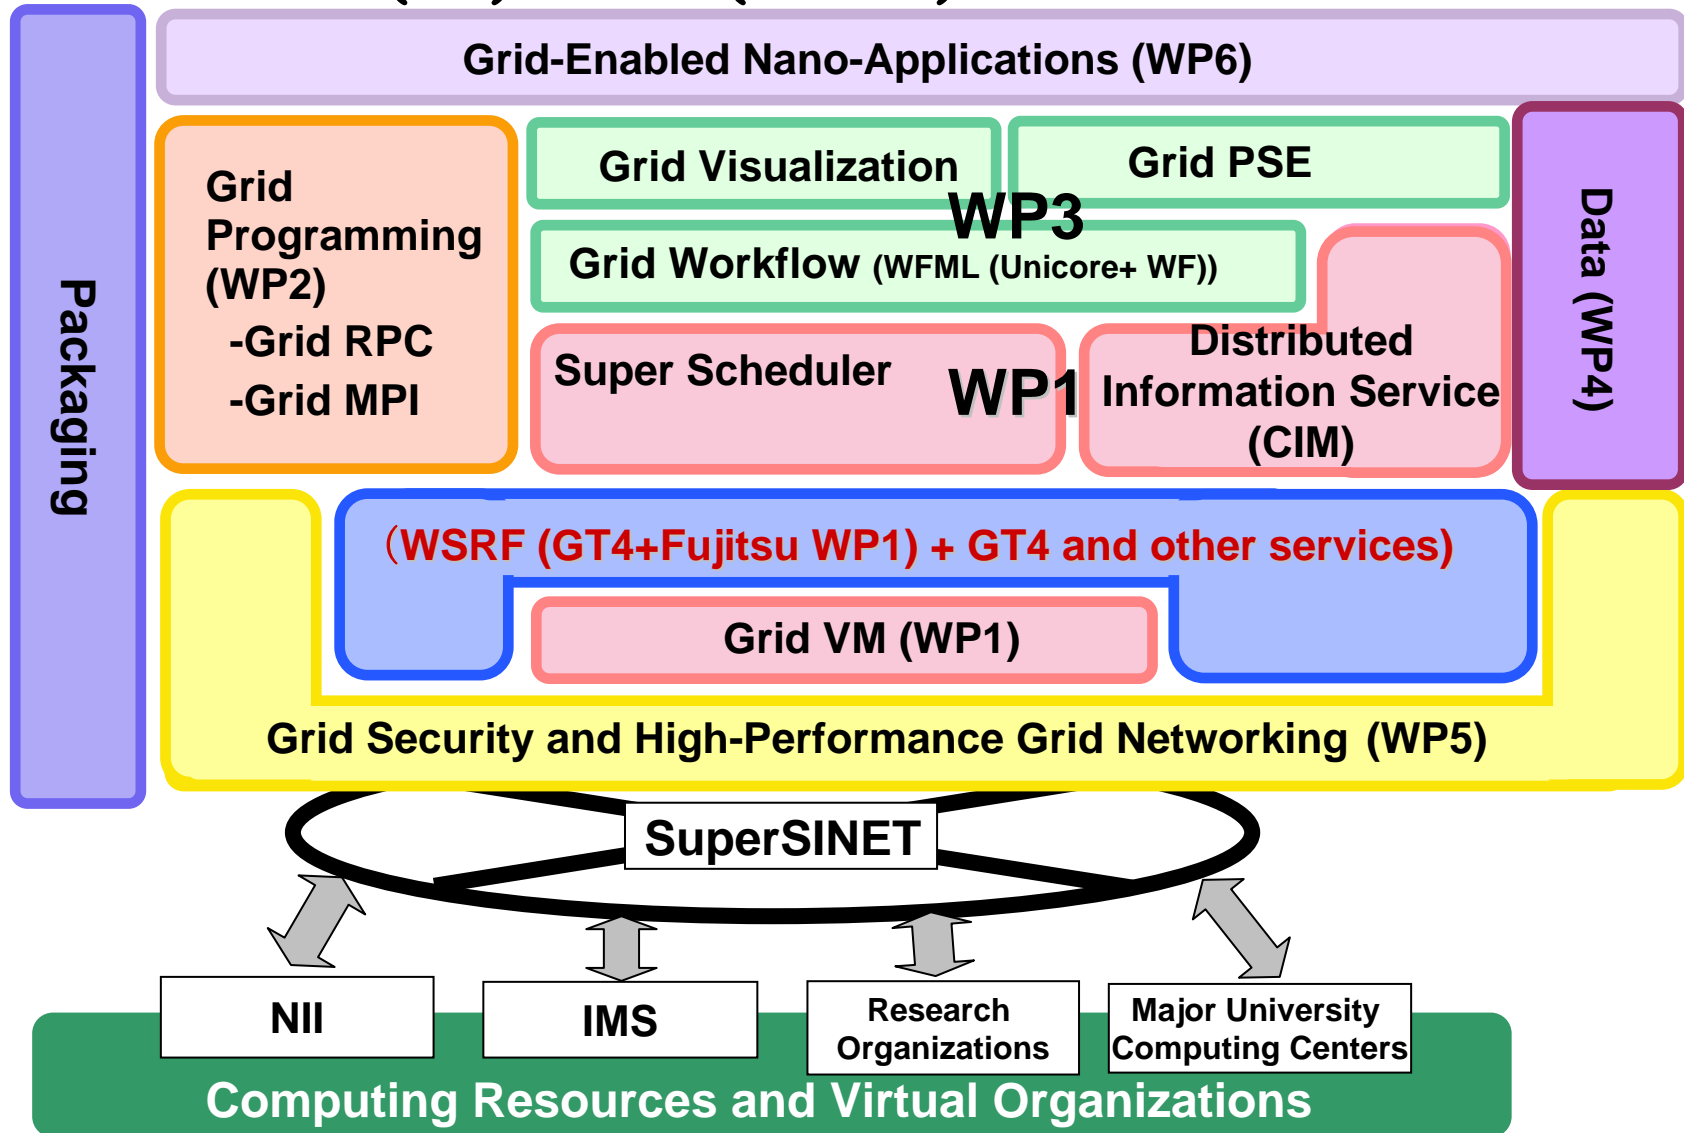 Grid-Enabled Nano-Applications (WP6)
Packaging
Grid
Programming
(WP2)
-Grid RPC
-Grid MPI
Grid Visualization
Grid PSE
WP3
Grid Workflow (WFML (Unicore+ WF))
Super Scheduler
WP1
Distributed
Information Service
(CIM)
Data (WP4)
(WSRF (GT4+Fujitsu WP1) + GT4 and other services)
Grid VM (WP1)
Grid Security and High-Performance Grid Networking (WP5)
SuperSINET
NII
IMS
Research
Organizations
Major University
Computing Centers
Computing Resources and Virtual Organizations